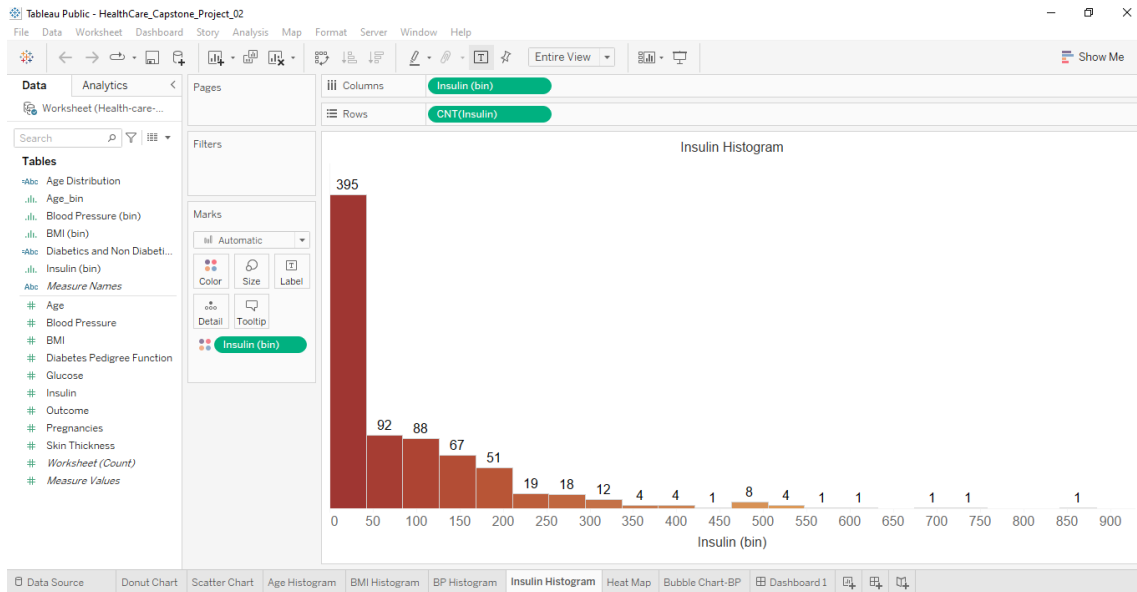 Tableau Public - HealthCare_Capstone_Project_02
File Data Worksheet Dashboard Story Analysis Map Format Server Window Help
Entire View
Show Me
Data Analytics
Worksheet (Health-care-...
Search
Tables
Abc Age Distribution
Age_bin
Blood Pressure (bin)
BMI (bin)
Abc Diabetics and Non Diabeti...
Insulin (bin)
Abc Measure Names
# Age
# Blood Pressure
# BMI
# Diabetes Pedigree Function
# Glucose
# Insulin
# Outcome
# Pregnancies
# Skin Thickness
# Worksheet (Count)
# Measure Values
Pages
Filters
Marks
Automatic
Color Size Label
Detail Tooltip
Insulin (bin)
Columns Insulin (bin)
Rows CNT(Insulin)
Insulin Histogram
395
92 88 67 51 19 18 12 4 4 1 8 4 1 1 1 1 1
0 50 100 150 200 250 300 350 400 450 500 550 600 650 700 750 800 850 900
Insulin (bin)
Data Source Donut Chart Scatter Chart Age Histogram BMI Histogram BP Histogram Insulin Histogram Heat Map Bubble Chart-BP Dashboard 1